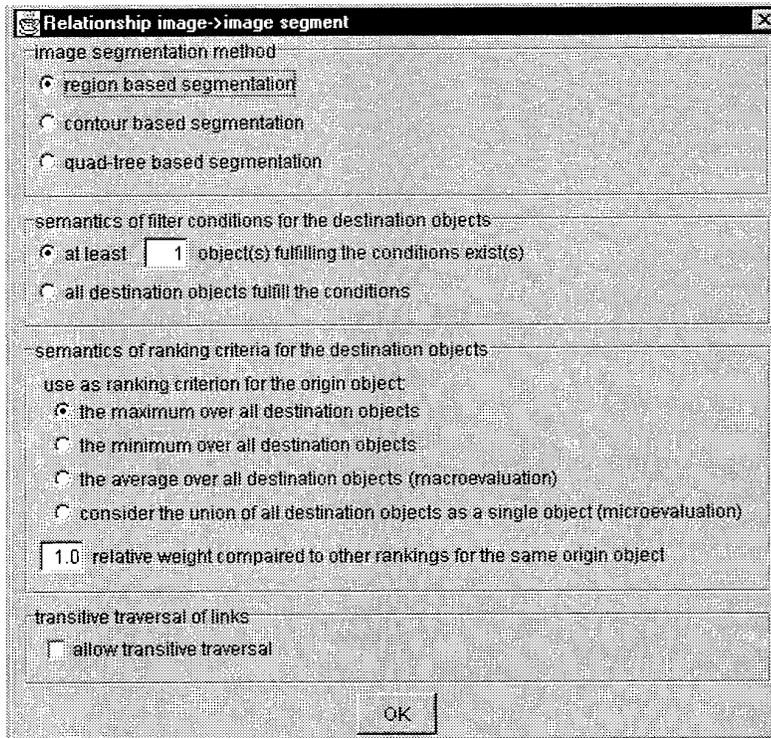 Relationship image->image segment
image segmentation method
region based segmentation
contour based segmentation
quad-tree based segmentation
semantics of filter conditions for the destination objects
at least 1 object(s) fulfilling the conditions exist(s)
all destination objects fulfill the conditions
semantics of ranking criteria for the destination objects
use as ranking criterion for the origin object:
the maximum over all destination objects
the minimum over all destination objects
the average over all destination objects (macroevaluation)
consider the union of all destination objects as a single object (microevaluation)
1.0 relative weight compaired to other rankings for the same origin object
transitive traversal of links
allow transitive traversal
OK